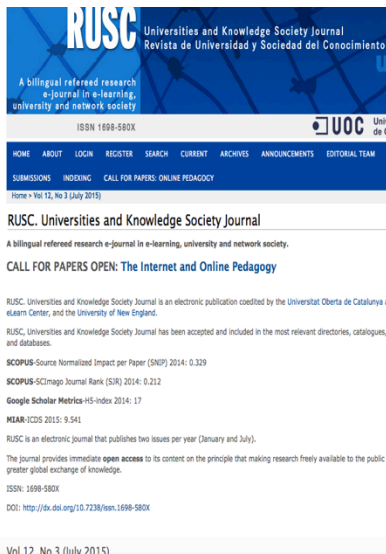 RUSC
Universities and Knowledge Society Journal
Revista de Universidad y Sociedad del Conocimiento
A bilingual refereed research
e-journal in e-learning,
university and network society
ISSN 1698-580X
UOC
HOME ABOUT LOGIN REGISTER SEARCH CURRENT ARCHIVES ANNOUNCEMENTS EDITORIAL TEAM
SUBMISSIONS INDEXING CALL FOR PAPERS: ONLINE PEDAGOGY
Home > Vol 12, No 3 (July 2015)
RUSC. Universities and Knowledge Society Journal
A bilingual refereed research e-journal in e-learning, university and network society.
CALL FOR PAPERS OPEN: The Internet and Online Pedagogy
RUSC. Universities and Knowledge Society Journal is an electronic publication coedited by the Universitat Oberta de Catalunya
eLearn Center, and the University of New England.
RUSC, Universities and Knowledge Society Journal has been accepted and included in the most relevant directories, catalogues,
and databases.
SCOPUS-Source Normalized Impact per Paper (SNIP) 2014: 0.329
SCOPUS-SCImago Journal Rank (SJR) 2014: 0.212
Google Scholar Metrics-H5-index 2014: 17
MIAR-ICDS 2015: 9.541
RUSC is an electronic journal that publishes two issues per year (January and July).
The journal provides immediate open access to its content on the principle that making research freely available to the public
greater global exchange of knowledge.
ISSN: 1698-580X
DOI: http://dx.doi.org/10.7238/issn.1698-580X
Vol 12, No 3 (July 2015)